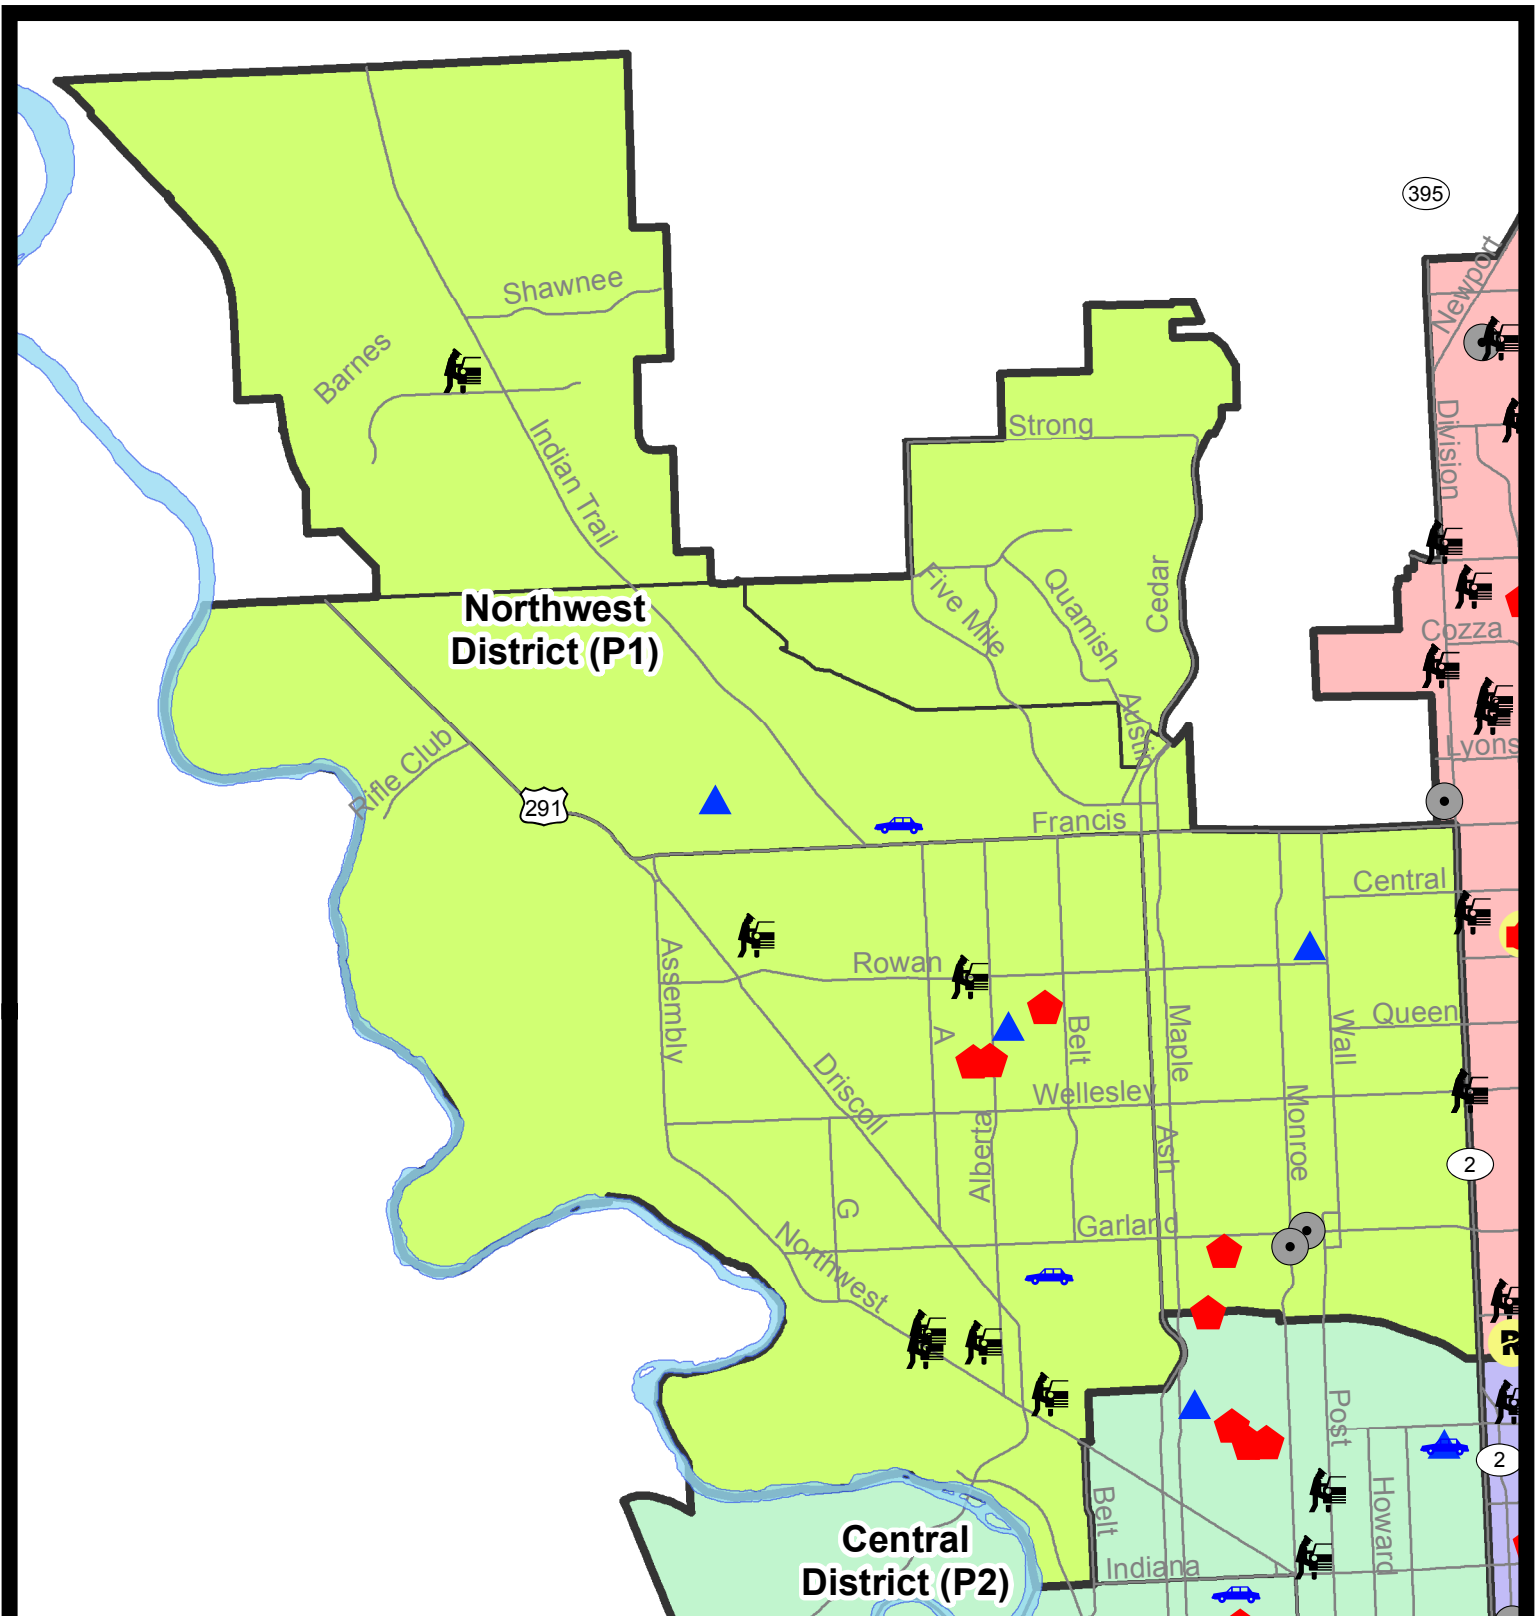 395
Newport
Shawnee
Barnes
Division
Strong
Indian Trail
Cedar
Five Mile
Quamish
Northwest
District (P1)
Cozza
Austin
Lyons
Rifle Club
291
Francis
Central
Assembly
Rowan
A
Belt
Maple
Wall
Queen
Driscoll
Wellesley
Monroe
Alberta
Ash
2
G
Garland
Northwest
R
Post
2
Howard
Belt
Central
District (P2)
Indiana